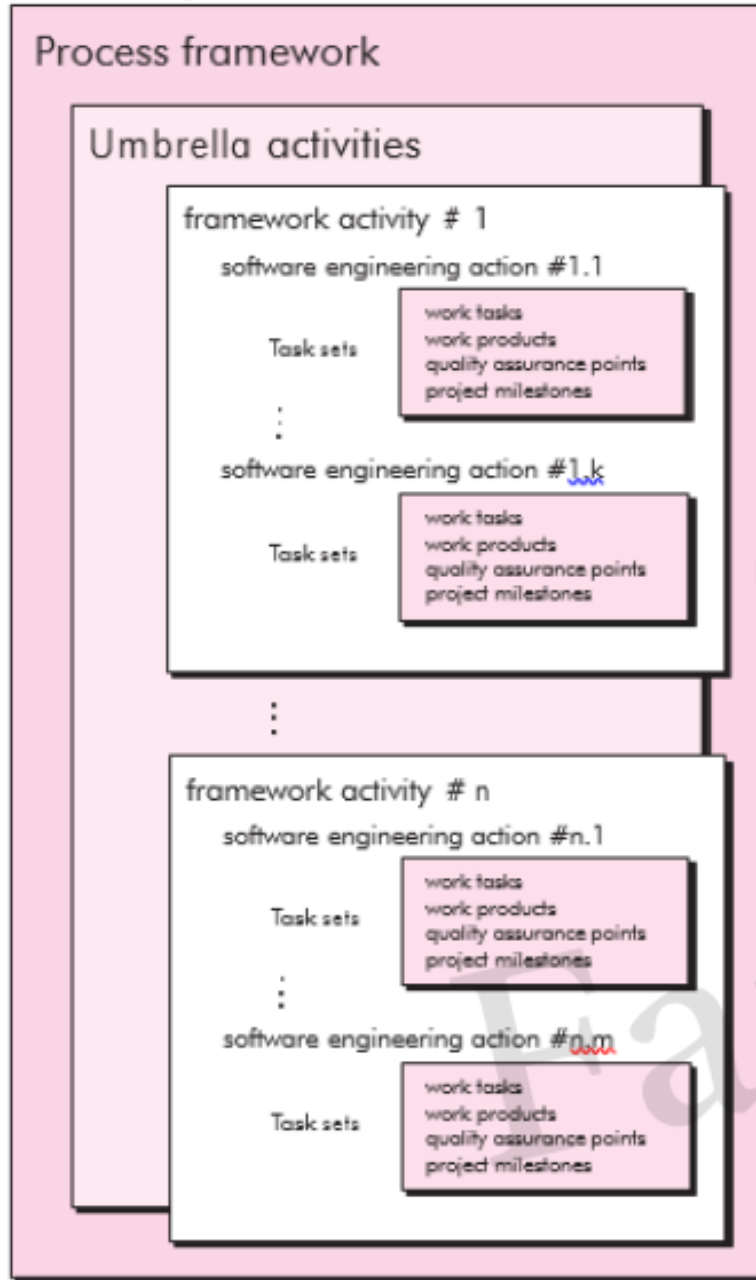 Process framework
Umbrella activities
framework activity # 1
software engineering action #1.1
Task sets
work tasks
work products
quality assurance points
project milestones
software engineering action #1.k
Task sets
work tasks
work products
quality assurance points
project milestones
framework activity # n
software engineering action #n.1
Task sets
work tasks
work products
quality assurance points
project milestones
software engineering action #n.m
Task sets
work tasks
work products
quality assurance points
project milestones
Fa